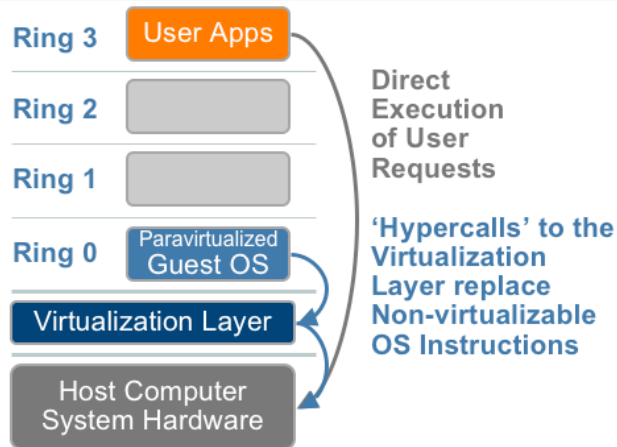 Ring 3
User Apps
Ring 2
Ring 1
Ring 0
Paravirtualized
Guest OS
Virtualization Layer
Host Computer
System Hardware
Direct
Execution
of User
Requests
‘Hypercalls’ to the
Virtualization
Layer replace
Non-virtualizable
OS Instructions